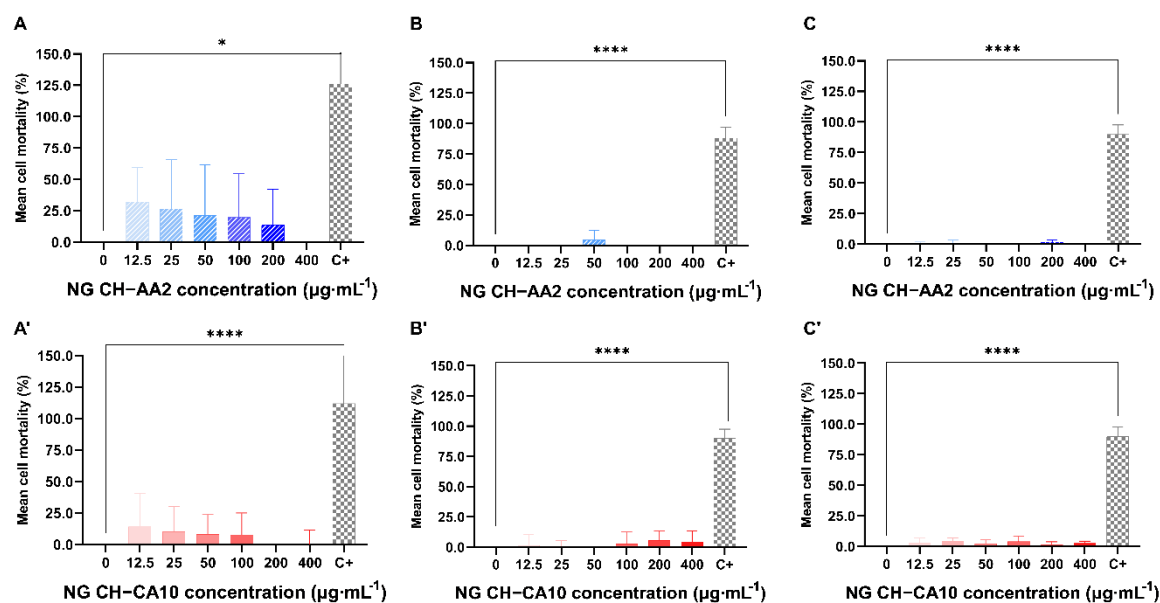 A
*
Mean cell mortality (%)
150.0
125.0
100.0
75.0
50.0
25.0
0.0
0 12.5 25 50 100 200 400 C+
NG CH−AA2 concentration (µg·mL⁻¹)
B
****
Mean cell mortality (%)
150.0
125.0
100.0
75.0
50.0
25.0
0.0
0 12.5 25 50 100 200 400 C+
NG CH−AA2 concentration (µg·mL⁻¹)
C
****
Mean cell mortality (%)
150.0
125.0
100.0
75.0
50.0
25.0
0.0
0 12.5 25 50 100 200 400 C+
NG CH−AA2 concentration (µg·mL⁻¹)
A'
****
Mean cell mortality (%)
150.0
125.0
100.0
75.0
50.0
25.0
0.0
0 12.5 25 50 100 200 400 C+
NG CH−CA10 concentration (µg·mL⁻¹)
B'
****
Mean cell mortality (%)
150.0
125.0
100.0
75.0
50.0
25.0
0.0
0 12.5 25 50 100 200 400 C+
NG CH−CA10 concentration (µg·mL⁻¹)
C'
****
Mean cell mortality (%)
150.0
125.0
100.0
75.0
50.0
25.0
0.0
0 12.5 25 50 100 200 400 C+
NG CH−CA10 concentration (µg·mL⁻¹)